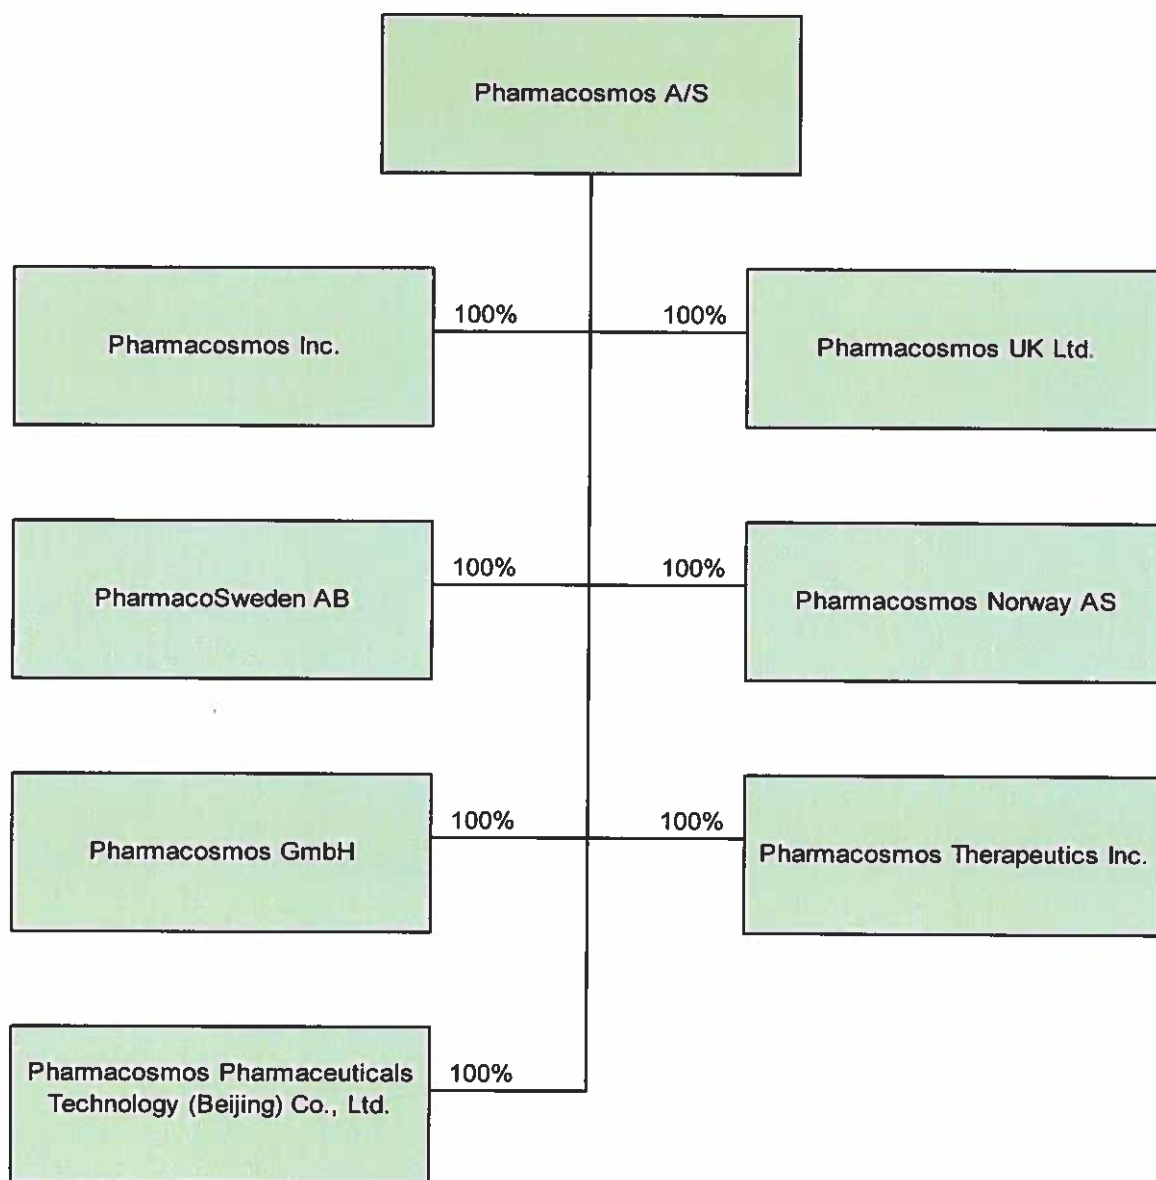 Pharmacosmos A/S
100%
100%
Pharmacosmos Inc.
Pharmacosmos UK Ltd.
100%
100%
PharmacoSweden AB
Pharmacosmos Norway AS
100%
100%
Pharmacosmos GmbH
Pharmacosmos Therapeutics Inc.
100%
Pharmacosmos Pharmaceuticals
Technology (Beijing) Co., Ltd.